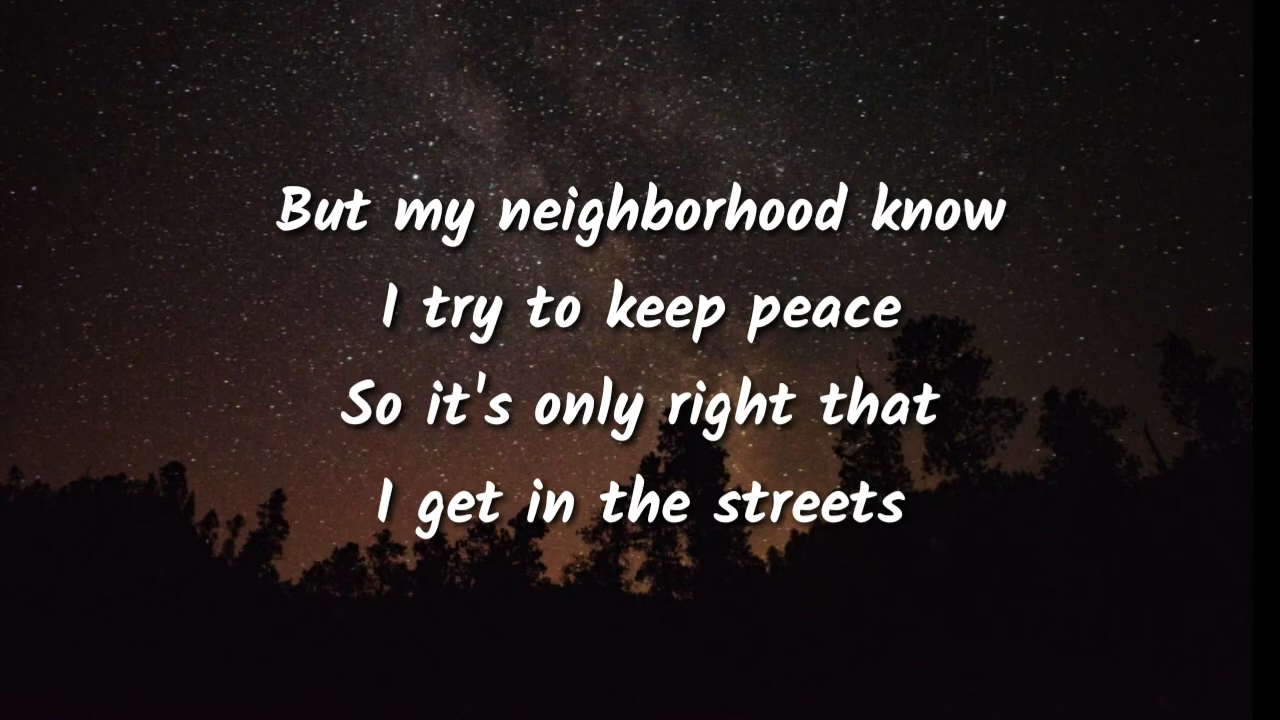 But my neighborhood know
I try to keep peace
So it's only right that
I get in the streets